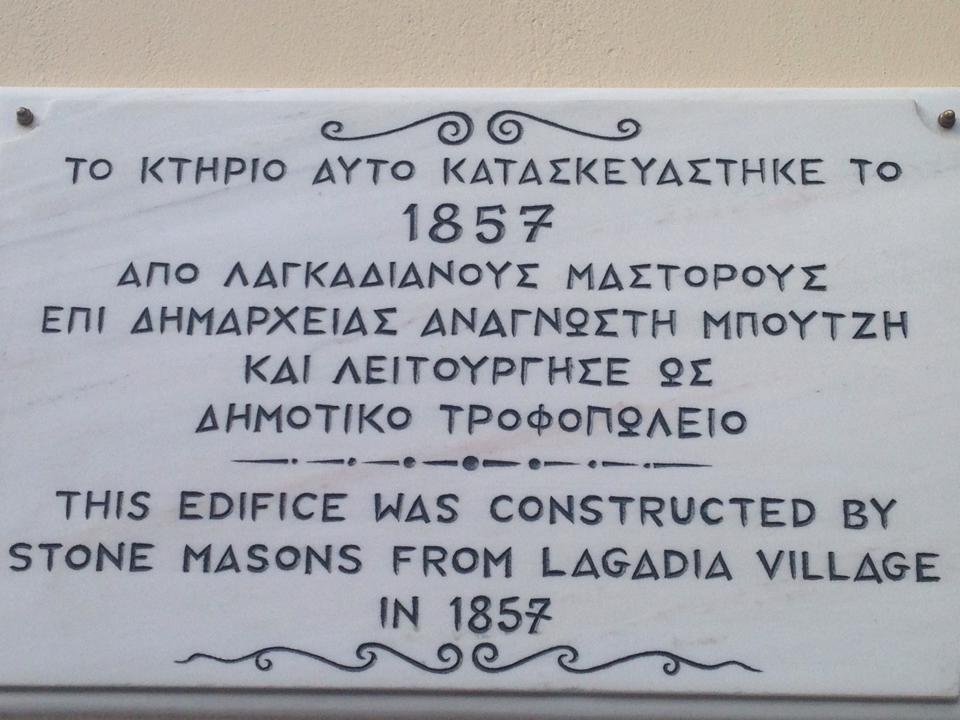 ΤΟ ΚΤΗΡΙΟ ΑΥΤΟ ΚΑΤΑΣΚΕΥΑΣΤΗΚΕ ΤΟ
1857
ΑΠΟ ΛΑΓΚΑΔΙΑΝΟΥΣ ΜΑΣΤΟΡΟΥΣ
ΕΠΙ ΔΗΜΑΡΧΕΙΑΣ ΑΝΑΓΝΩΣΤΗ ΜΠΟΥΤΖΗ
ΚΑΙ ΛΕΙΤΟΥΡΓΗΣΕ ΩΣ
ΔΗΜΟΤΙΚΟ ΤΡΟΦΟΠΩΛΕΙΟ
THIS EDIFICE WAS CONSTRUCTED BY
STONE MASONS FROM LAGADIA VILLAGE
IN 1857